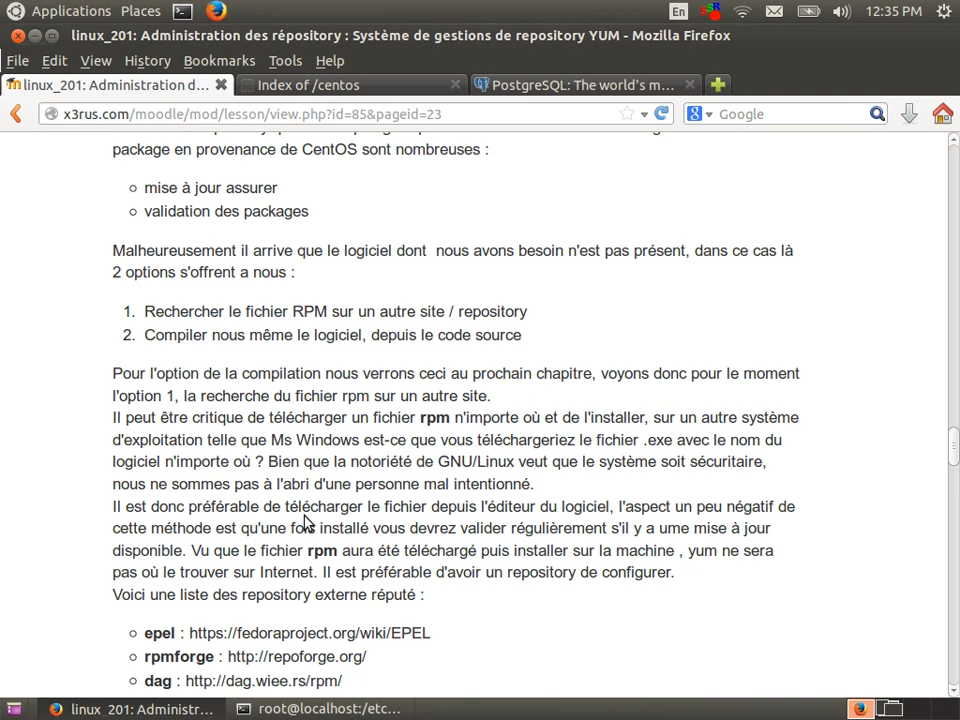 Applications Places En 12:35 PM
linux_201: Administration des répository : Système de gestions de repository YUM - Mozilla Firefox
File Edit View History Bookmarks Tools Help
linux_201: Administration d... Index of /centos PostgreSQL: The world's m...
x3rus.com/moodle/mod/lesson/view.php?id=85&pageid=23 Google
package en provenance de CentOS sont nombreuses :
mise à jour assurer
validation des packages
Malheureusement il arrive que le logiciel dont nous avons besoin n'est pas présent, dans ce cas là
2 options s'offrent a nous :
1. Rechercher le fichier RPM sur un autre site / repository
2. Compiler nous même le logiciel, depuis le code source
Pour l'option de la compilation nous verrons ceci au prochain chapitre, voyons donc pour le moment
l'option 1, la recherche du fichier rpm sur un autre site.
Il peut être critique de télécharger un fichier rpm n'importe où et de l'installer, sur un autre système
d'exploitation telle que Ms Windows est-ce que vous téléchargeriez le fichier .exe avec le nom du
logiciel n'importe où ? Bien que la notoriété de GNU/Linux veut que le système soit sécuritaire,
nous ne sommes pas à l'abri d'une personne mal intentionné.
Il est donc préférable de télécharger le fichier depuis l'éditeur du logiciel, l'aspect un peu négatif de
cette méthode est qu'une fois installé vous devrez valider régulièrement s'il y a ume mise à jour
disponible. Vu que le fichier rpm aura été téléchargé puis installer sur la machine , yum ne sera
pas où le trouver sur Internet. Il est préférable d'avoir un repository de configurer.
Voici une liste des repository externe réputé :
epel : https://fedoraproject.org/wiki/EPEL
rpmforge : http://repoforge.org/
dag : http://dag.wiee.rs/rpm/
linux_201: Administr... root@localhost:/etc...